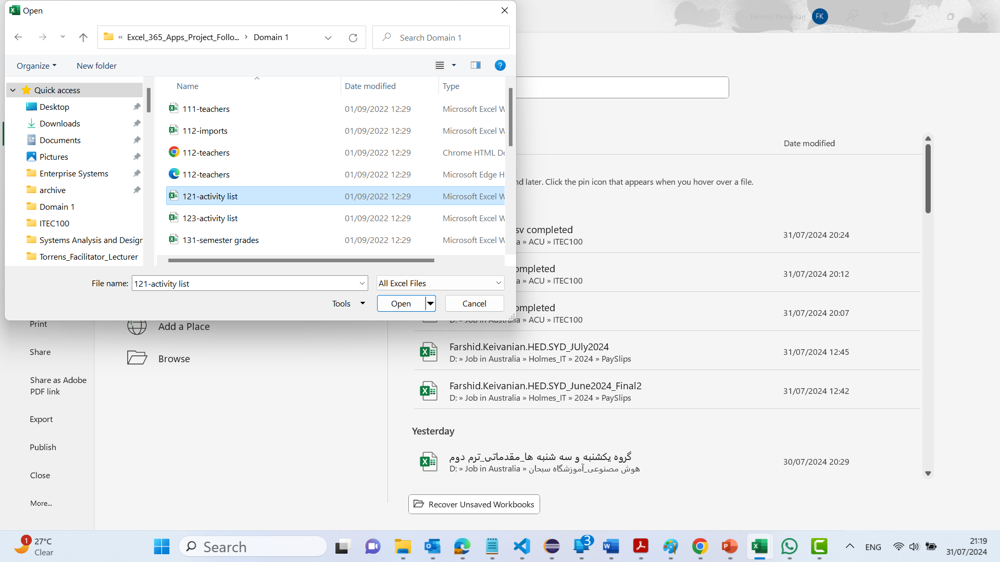 Open
Farshid Keivanian FK
« Excel_365_Apps_Project_Follo... > Domain 1
Search Domain 1
Organize
New folder
Name Date modified Type
Quick access
Desktop
Downloads
Documents
Pictures
Enterprise Systems
archive
Domain 1
ITEC100
Systems Analysis and Desigr
Torrens_Facilitator_Lecturer
111-teachers 01/09/2022 12:29 Microsoft Excel W
112-imports 01/09/2022 12:29 Microsoft Excel W
112-teachers 01/09/2022 12:29 Chrome HTML Do
112-teachers 01/09/2022 12:29 Microsoft Edge H
121-activity list 01/09/2022 12:29 Microsoft Excel W
123-activity list 01/09/2022 12:29 Microsoft Excel W
131-semester grades 01/09/2022 12:29 Microsoft Excel W
File name: 121-activity list
All Excel Files
Tools
Open
Cancel
Print
Share
Share as Adobe
PDF link
Export
Publish
Close
More...
Add a Place
Browse
Date modified
nd later. Click the pin icon that appears when you hover over a file.
sv completed 31/07/2024 20:24
a » ACU » ITEC100
ompleted 31/07/2024 20:12
a » ACU » ITEC100
ompleted 31/07/2024 20:07
D: » Job in Australia » ACU » ITEC100
Farshid.Keivanian.HED.SYD_JUly2024 31/07/2024 12:45
D: » Job in Australia » Holmes_IT » 2024 » PaySlips
Farshid.Keivanian.HED.SYD_June2024_Final2 31/07/2024 12:42
D: » Job in Australia » Holmes_IT » 2024 » PaySlips
Yesterday
گروه یکشنبه و سه شنبه ها_مقدماتی_ترم دوم 30/07/2024 20:29
D: » Job in Australia » هوش مصنوعی_آموزشگاه سبحان
Recover Unsaved Workbooks
1
27°C
Clear
Search
3
ENG
21:19
31/07/2024